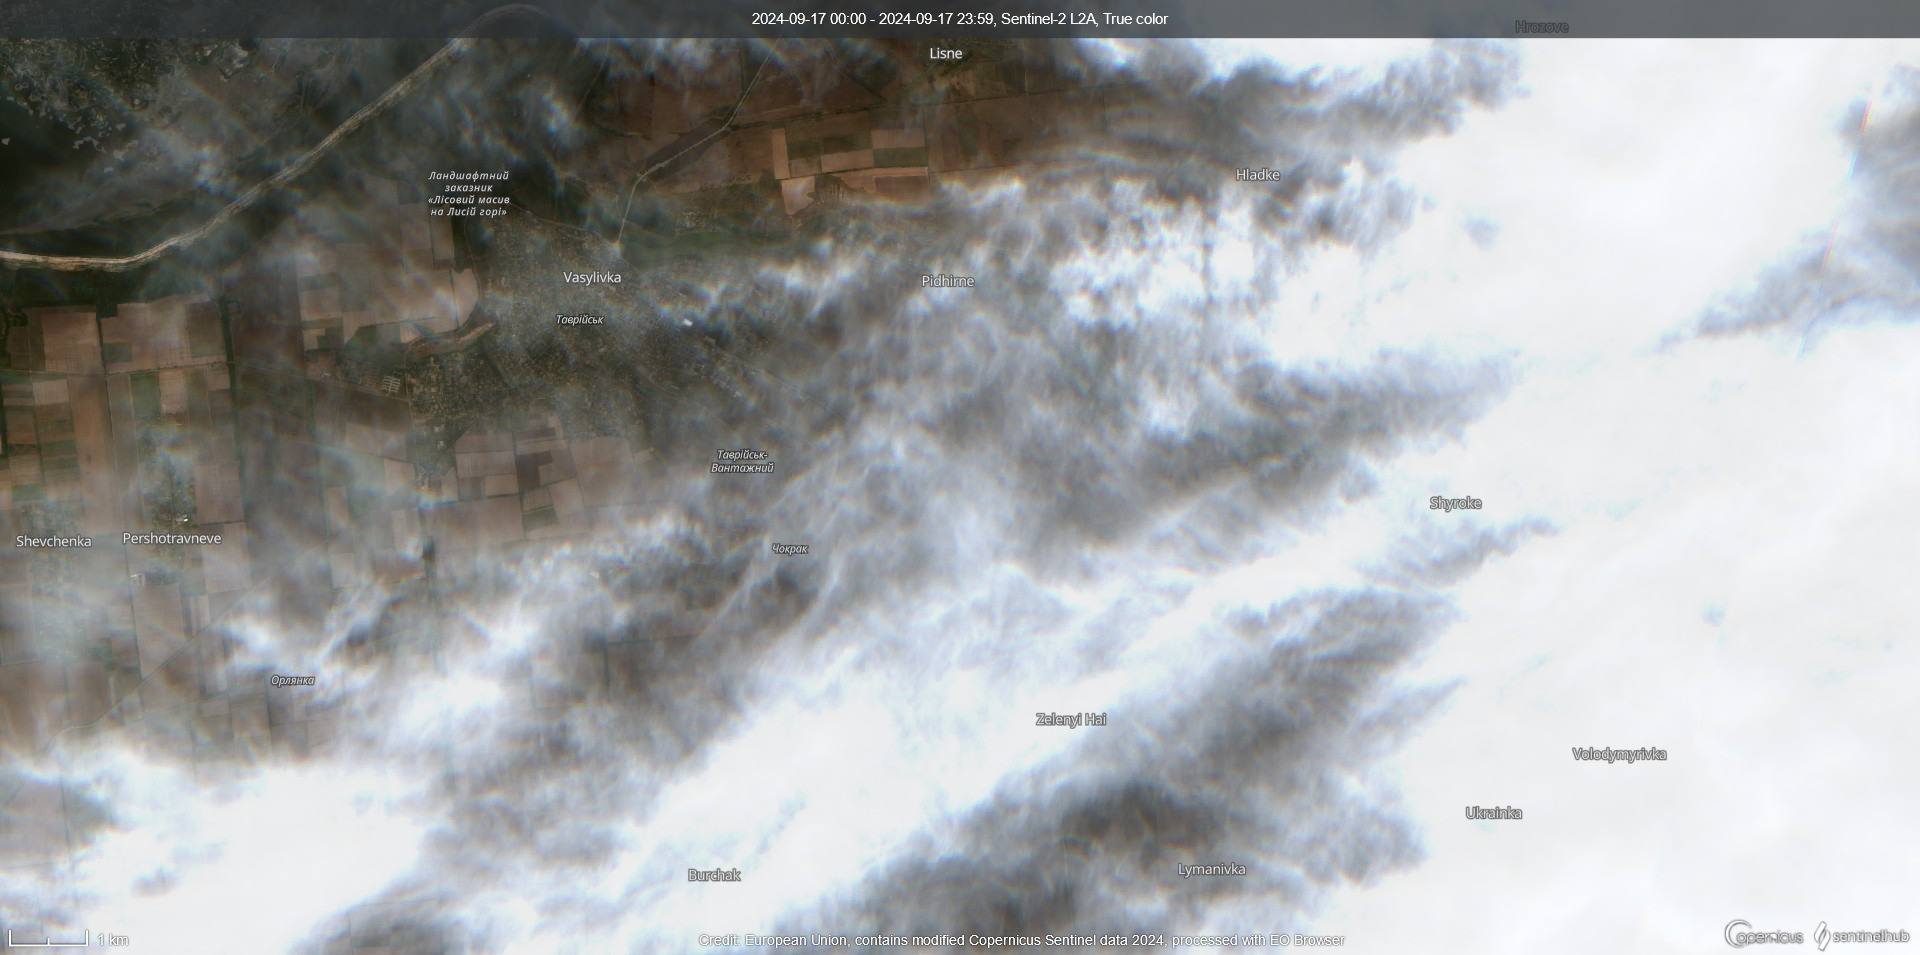 2024-09-17 00:00 - 2024-09-17 23:59, Sentinel-2 L2A, True color
Hrozove
Lisne
Hladke
Ландшафтний
заказник
«Лісовий масив
на Лисій горі»
Vasylivka
Pidhirne
Таврійськ
Таврійськ-
Вантажний
Shyroke
Shevchenka
Pershotravneve
Чокрак
Орлянка
Zelenyi Hai
Volodymyrivka
Ukrainka
Burchak
Lymanivka
1 km
Credit: European Union, contains modified Copernicus Sentinel data 2024, processed with EO Browser
opernicus
sentinelhub